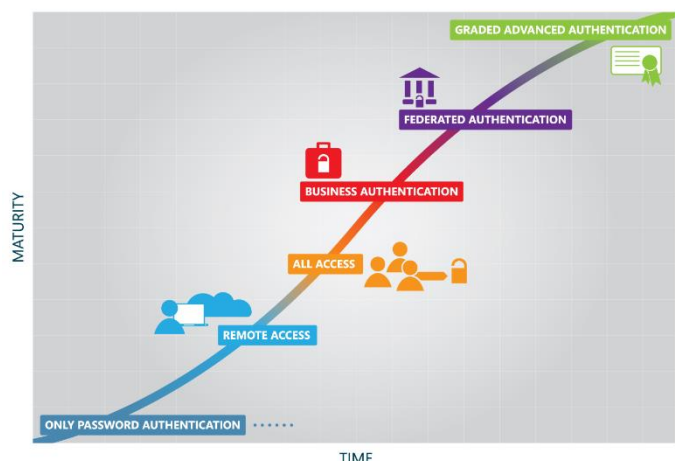 GRADED ADVANCED AUTHENTICATION
FEDERATED AUTHENTICATION
BUSINESS AUTHENTICATION
MATURITY
ALL ACCESS
REMOTE ACCESS
ONLY PASSWORD AUTHENTICATION ......
TIME